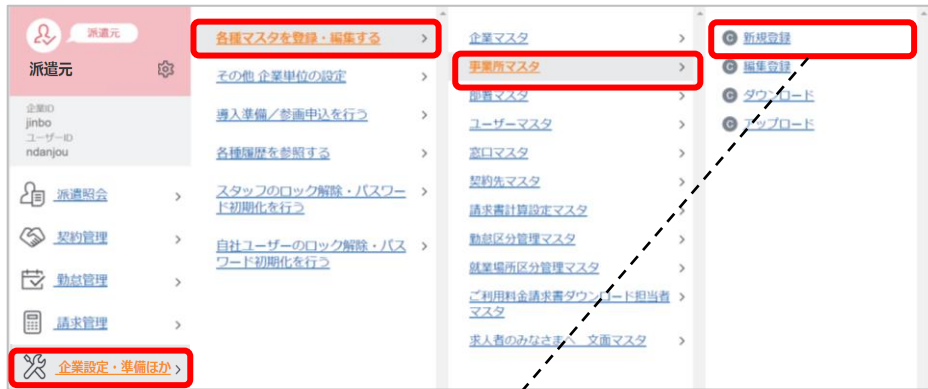 派遣元
派遣元
企業ID
jinbo
ユーザーID
ndanjou
派遣照会
契約管理
勤怠管理
請求管理
企業設定・準備ほか
各種マスタを登録・編集する
その他 企業単位の設定
導入準備／参画申込を行う
各種履歴を参照する
スタッフのロック解除・パスワー
ド初期化を行う
自社ユーザーのロック解除・パス
ワード初期化を行う
企業マスタ
事業所マスタ
部署マスタ
ユーザーマスタ
窓口マスタ
契約先マスタ
請求書計算設定マスタ
勤怠区分管理マスタ
就業場所区分管理マスタ
ご利用料金請求書ダウンロード担当者
マスタ
求人者のみなさまへ 文面マスタ
C 新規登録
C 編集登録
C ダウンロード
C アップロード